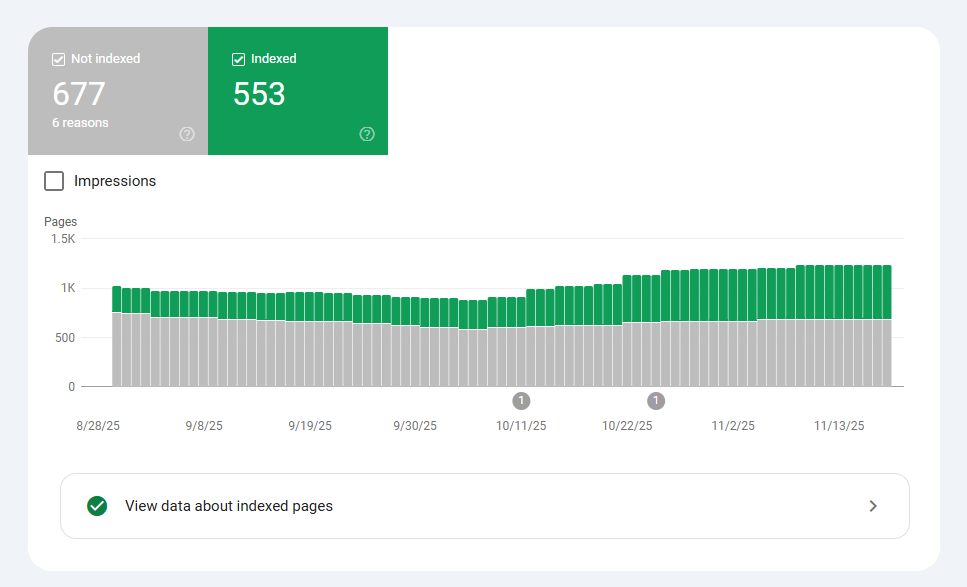 Not indexed
677
6 reasons
Indexed
553
Impressions
Pages
1.5K
1K
500
0
1 1
8/28/25 9/8/25 9/19/25 9/30/25 10/11/25 10/22/25 11/2/25 11/13/25
View data about indexed pages